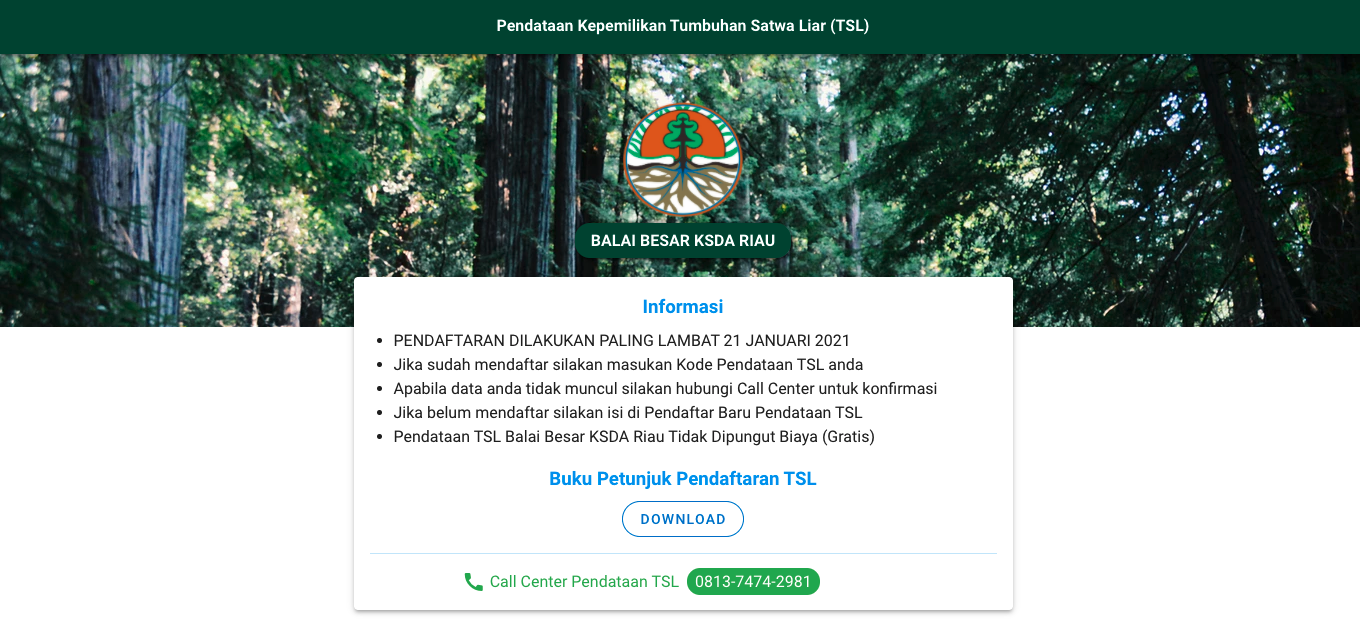 Pendataan Kepemilikan Tumbuhan Satwa Liar (TSL)
BALAI BESAR KSDA RIAU
Informasi
PENDAFTARAN DILAKUKAN PALING LAMBAT 21 JANUARI 2021
Jika sudah mendaftar silakan masukan Kode Pendataan TSL anda
Apabila data anda tidak muncul silakan hubungi Call Center untuk konfirmasi
Jika belum mendaftar silakan isi di Pendaftar Baru Pendataan TSL
Pendataan TSL Balai Besar KSDA Riau Tidak Dipungut Biaya (Gratis)
Buku Petunjuk Pendaftaran TSL
DOWNLOAD
Call Center Pendataan TSL 0813-7474-2981